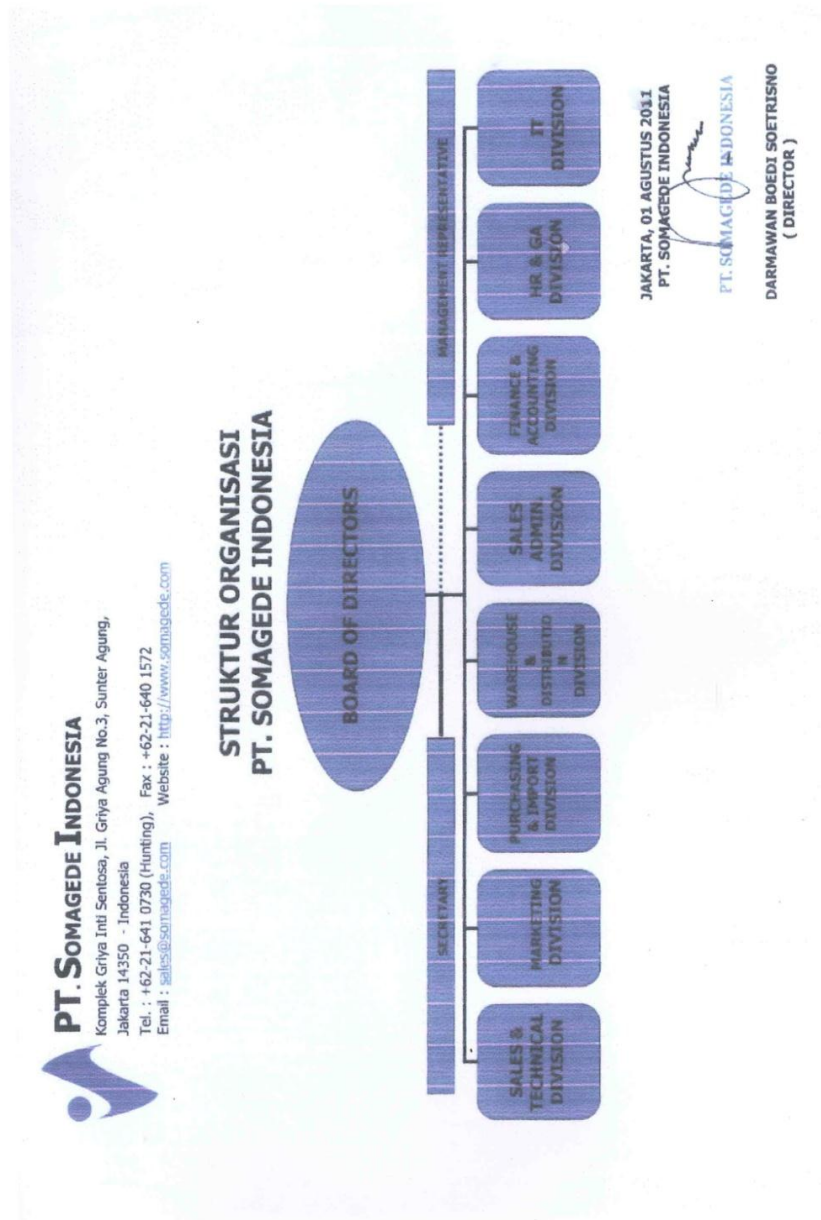 PT. SOMAGEDE INDONESIA
Komplek Griya Inti Sentosa, Jl. Griya Agung No.3, Sunter Agung,
Jakarta 14350 - Indonesia
Tel. : +62-21-641 0730 (Hunting), Fax : +62-21-640 1572
Email : sales@somagede.com Website : http://www.somagede.com
STRUKTUR ORGANISASI
PT. SOMAGEDE INDONESIA
BOARD OF DIRECTORS
SECRETARY
MANAGEMENT REPRESENTATIVE
SALES &
TECHNICAL
DIVISION
MARKETING
DIVISION
PURCHASING
& IMPORT
DIVISION
WAREHOUSE
&
DISTRIBUTIO
N
DIVISION
SALES
ADMIN.
DIVISION
FINANCE &
ACCOUNTING
DIVISION
HR & GA
DIVISION
IT
DIVISION
JAKARTA, 01 AGUSTUS 2011
PT. SOMAGEDE INDONESIA
PT. SOMAGEDE INDONESIA
DARMAWAN BOEDI SOETRISNO
( DIRECTOR )